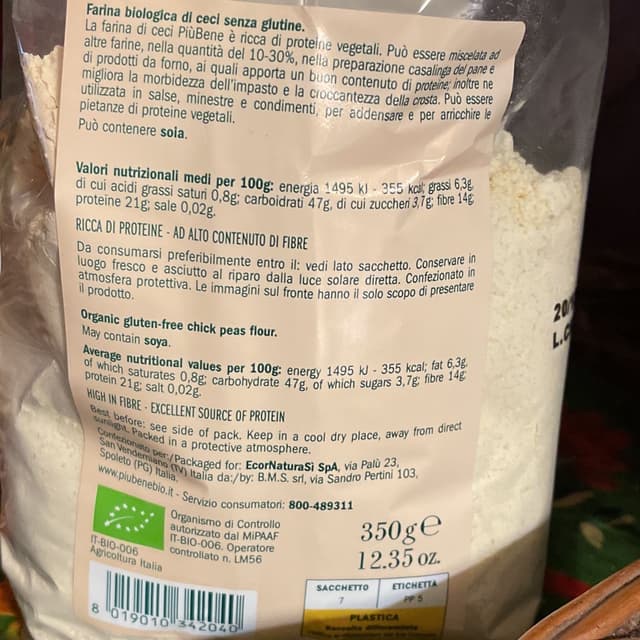 Farina biologica di ceci senza glutine.
La farina di ceci PiùBene è ricca di proteine vegetali. Può essere miscelata ad
altre farine, nella quantità del 10-30%, nella preparazione casalinga del pane e
di prodotti da forno, ai quali apporta un buon contenuto di proteine; inoltre ne
migliora la morbidezza dell'impasto e la croccantezza della crosta. Può essere
utilizzata in salse, minestre e condimenti, per addensare e per arricchire le
pietanze di proteine vegetali.
Può contenere soia.
Valori nutrizionali medi per 100g: energia 1495 kJ - 355 kcal; grassi 6,3g,
di cui acidi grassi saturi 0,8g; carboidrati 47g, di cui zuccheri 3,7g; fibre 14g;
proteine 21g; sale 0,02g.
RICCA DI PROTEINE - AD ALTO CONTENUTO DI FIBRE
Da consumarsi preferibilmente entro il: vedi lato sacchetto. Conservare in
luogo fresco e asciutto al riparo dalla luce solare diretta. Confezionato in
atmosfera protettiva. Le immagini sul fronte hanno il solo scopo di presentare
il prodotto.
Organic gluten-free chick peas flour.
May contain soya.
Average nutritional values per 100g: energy 1495 kJ - 355 kcal; fat 6,3g,
of which saturates 0,8g; carbohydrate 47g, of which sugars 3,7g; fibre 14g;
protein 21g; salt 0,02g.
HIGH IN FIBRE - EXCELLENT SOURCE OF PROTEIN
Best before: see side of pack. Keep in a cool dry place, away from direct
sunlight. Packed in a protective atmosphere.
Confezionato per:/Packaged for: EcorNaturaSì SpA, via Palù 23,
San Vendemiano (TV) Italia da:/by: B.M.S. srl, via Sandro Pertini 103,
Spoleto (PG) Italia.
www.piubenebio.it - Servizio consumatori: 800-489311
Organismo di Controllo
autorizzato dal MiPAAF
IT-BIO-006. Operatore
controllato n. LM56
IT-BIO-006
Agricoltura Italia
350g e
12.35 oz.
8 019010 342040
SACCHETTO ETICHETTA
7 PP 5
PLASTICA
Raccolta differenziata
20/
L.C